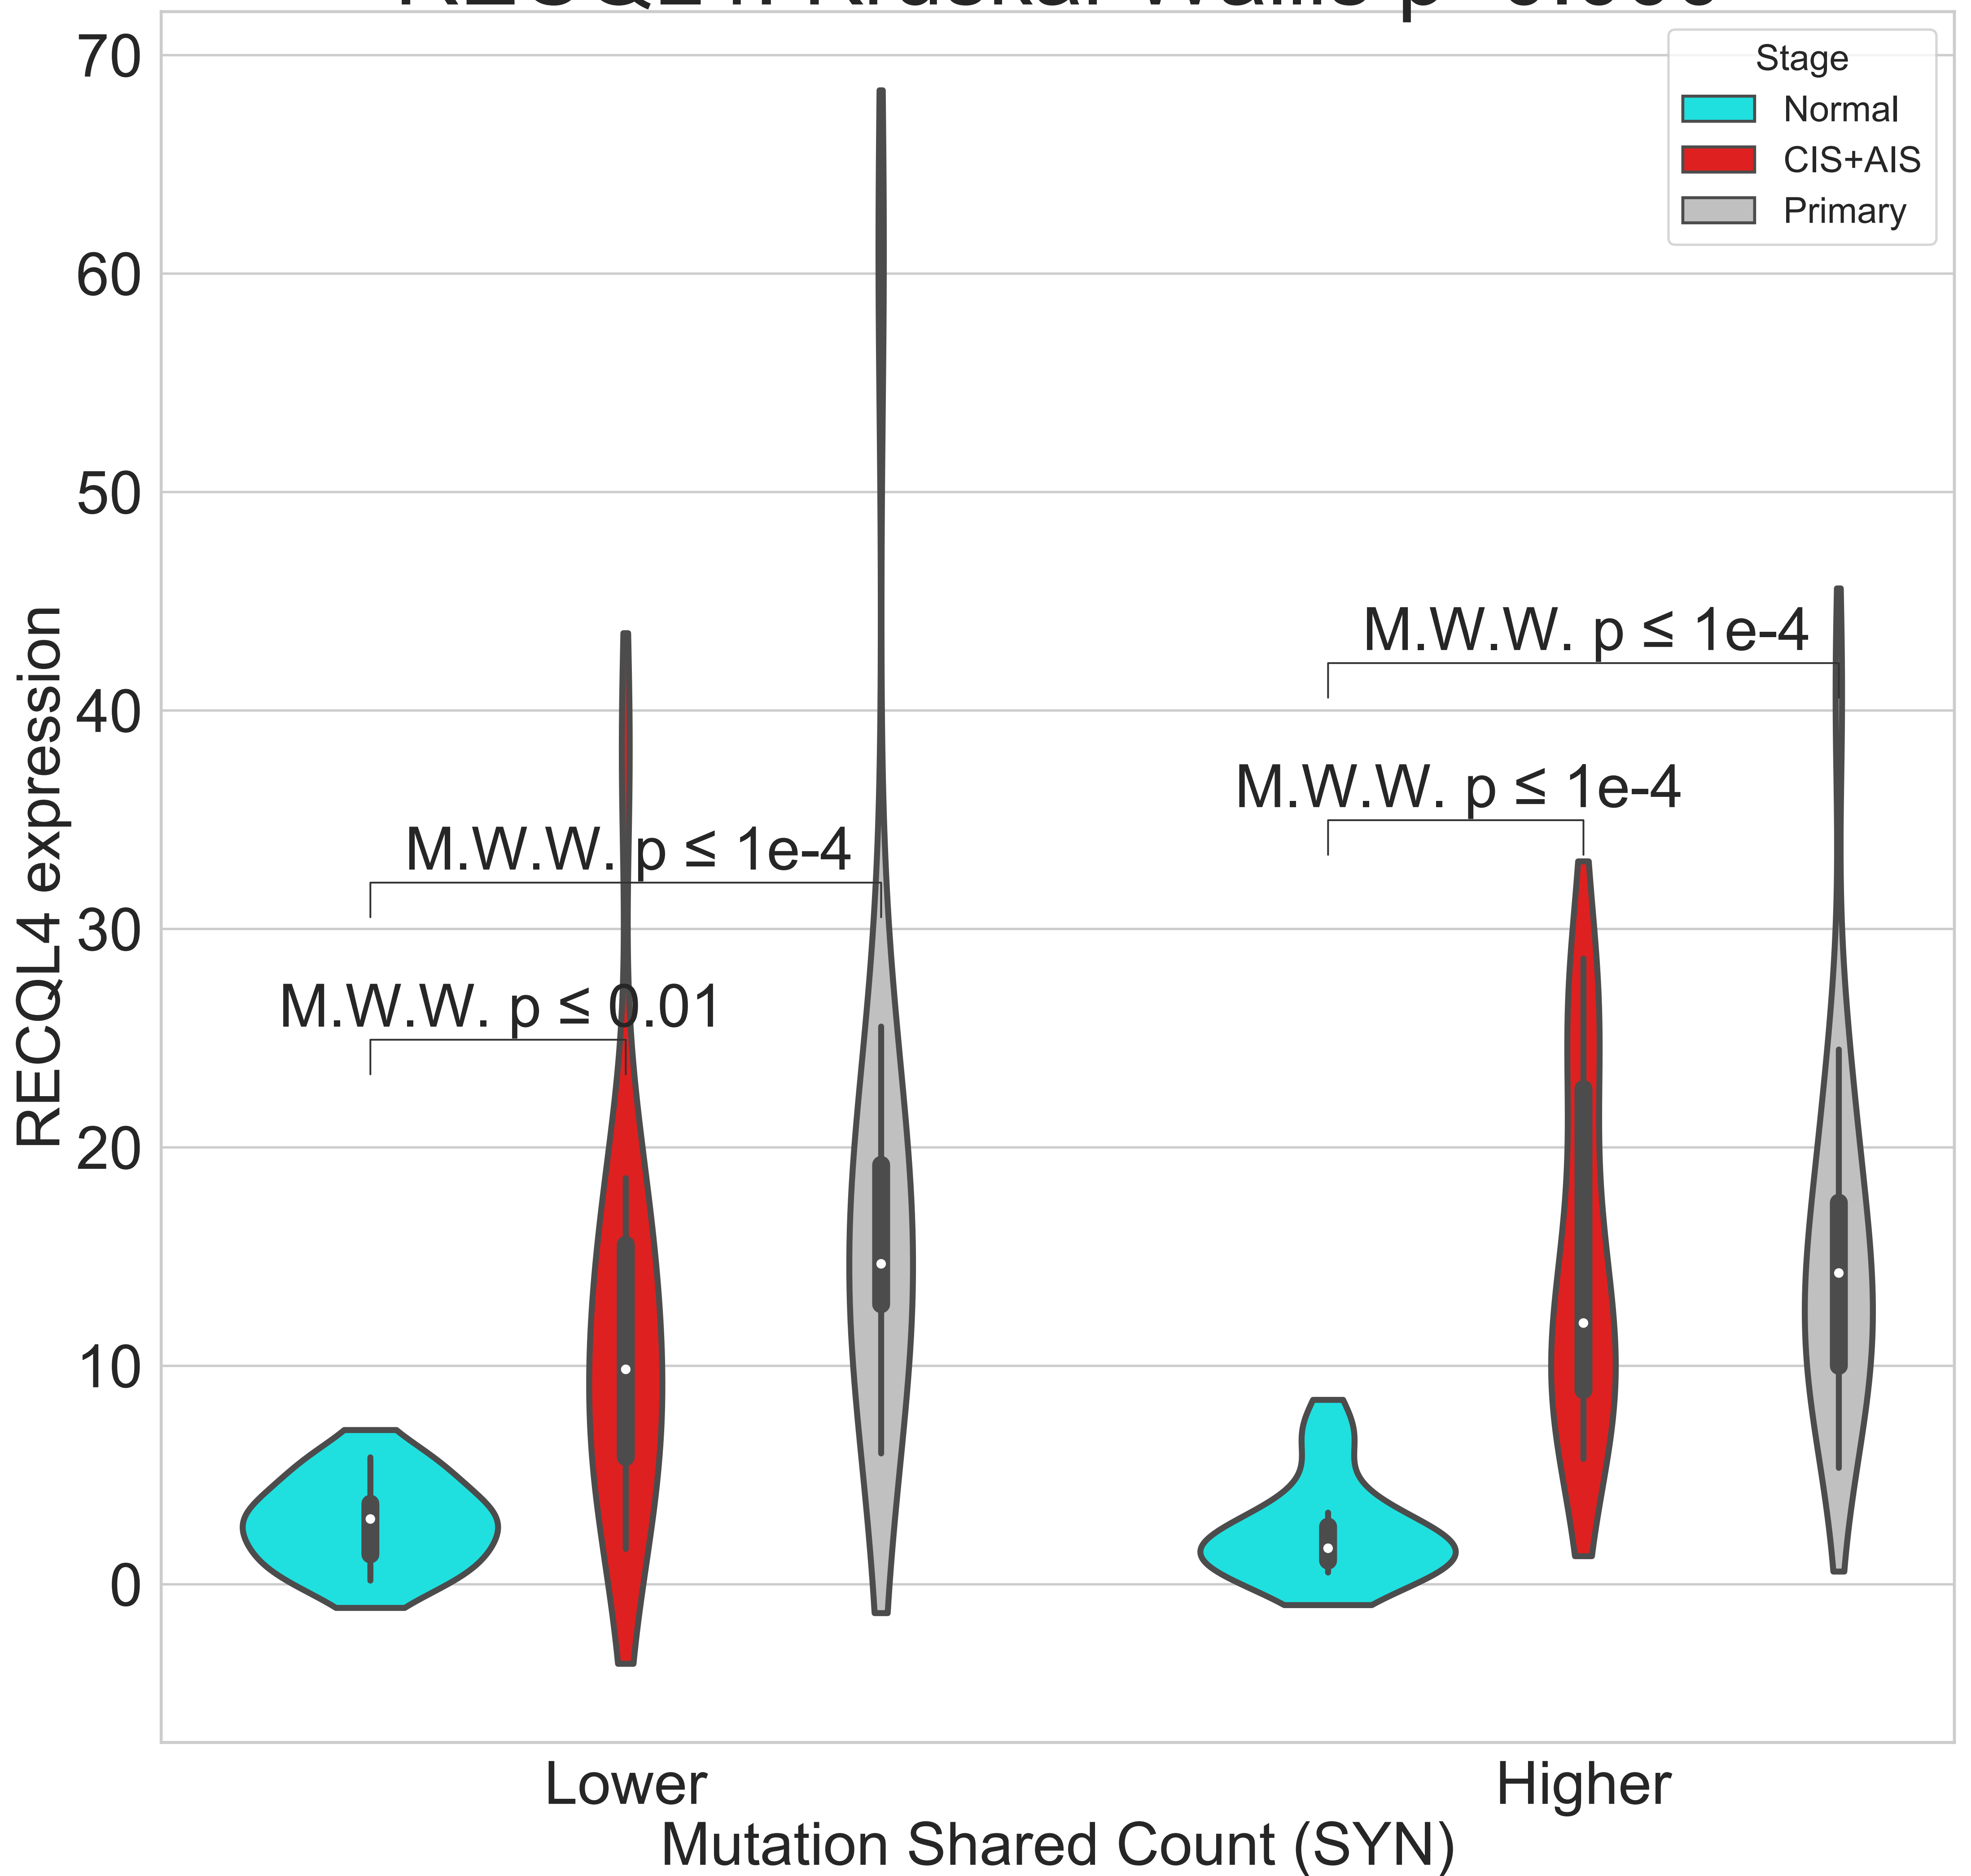 70
60
50
40
30
20
10
0
RECQL4 expression
Stage
Normal
CIS+AIS
Primary
M.W.W. p ≤ 1e-4
M.W.W. p ≤ 1e-4
M.W.W. p ≤ 1e-4
M.W.W. p ≤ 0.01
Lower
Higher
Mutation Shared Count (SYN)